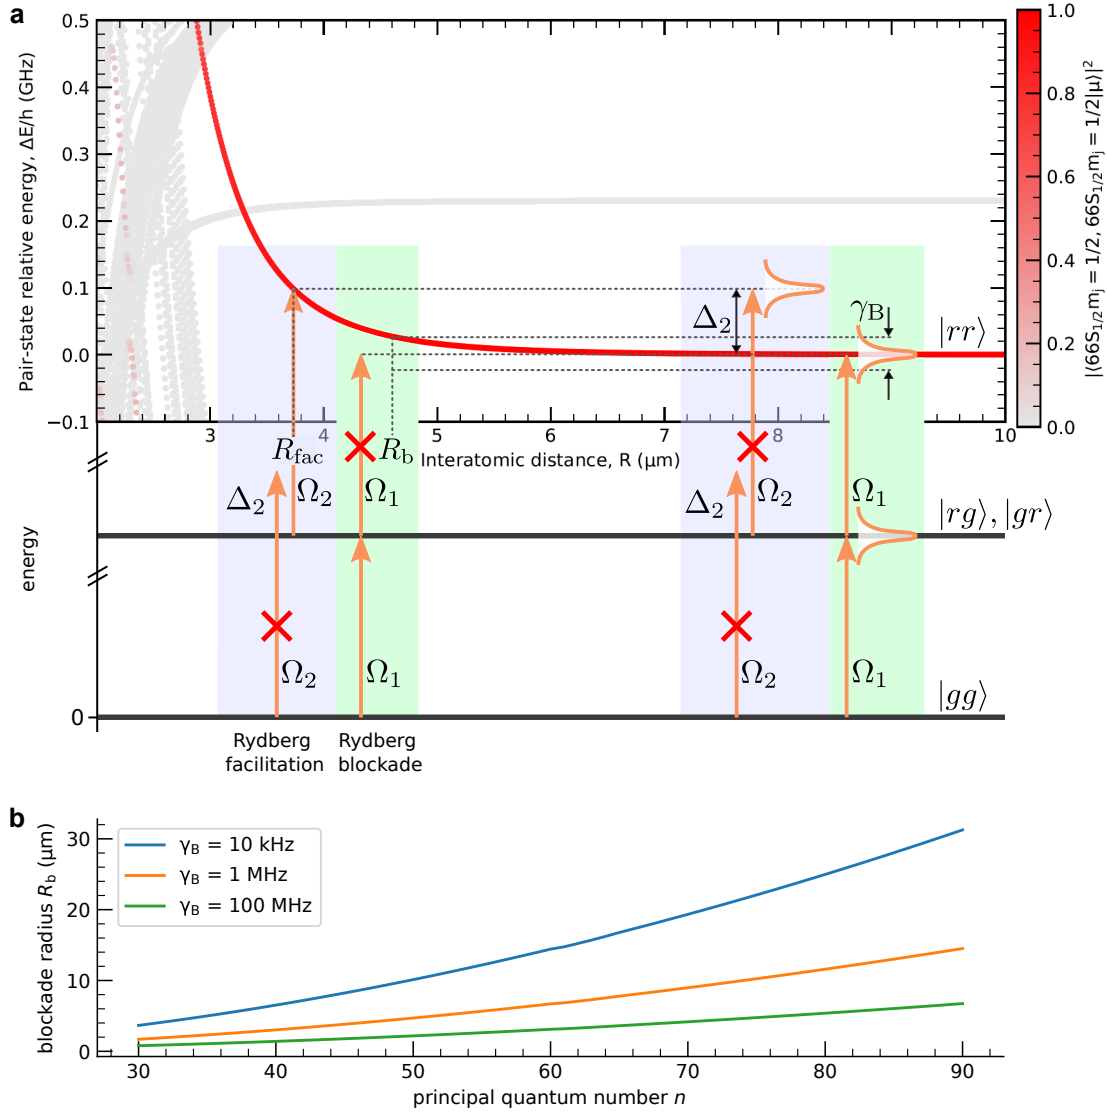 a
0.5
0.4
0.3
0.2
0.1
0.0
−0.1
Pair-state relative energy, ΔE/h (GHz)
3 4 5 6 7 8 9 10
Interatomic distance, R (μm)
1.0
0.8
0.6
0.4
0.2
0.0
|⟨66S1/2mj = 1/2, 66S1/2mj = 1/2|μ⟩|²
Δ2
γB
|rr⟩
Rfac
Rb
Δ2
Ω2
Ω1
Δ2
Ω2
Ω1
|rg⟩, |gr⟩
energy
Ω2
Ω1
Ω2
Ω1
|gg⟩
0
Rydberg
facilitation
Rydberg
blockade
b
γB = 10 kHz
γB = 1 MHz
γB = 100 MHz
30
20
10
0
blockade radius Rb (μm)
30 40 50 60 70 80 90
principal quantum number n